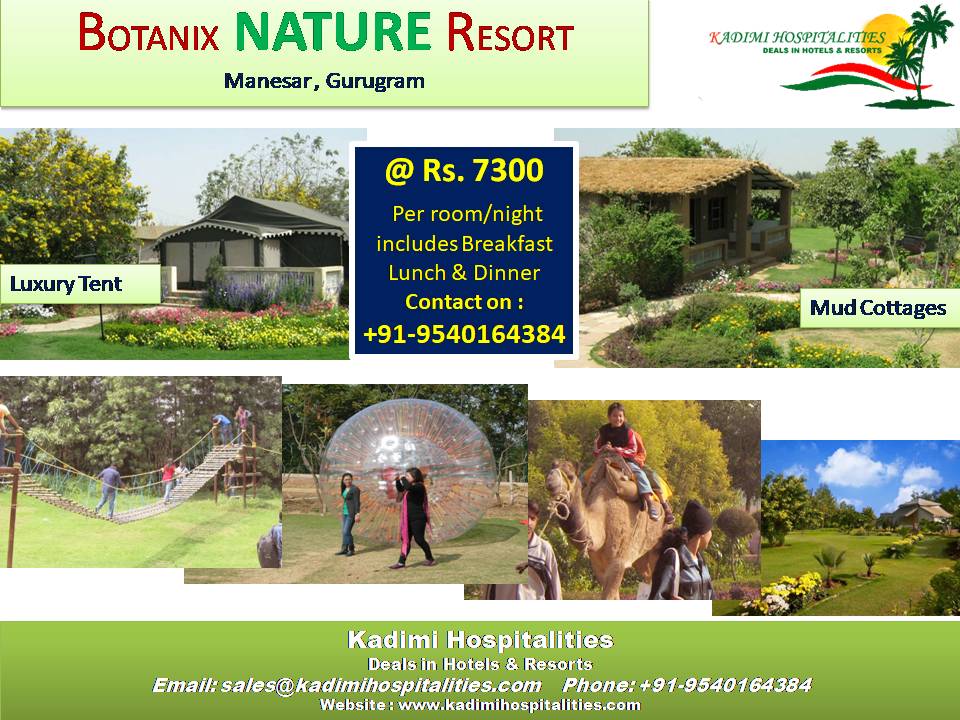 BOTANIX NATURE RESORT
Manesar, Gurugram
KADIMI HOSPITALITIES
DEALS IN HOTELS & RESORTS
@ Rs. 7300
Per room/night
includes Breakfast
Lunch & Dinner
Contact on :
+91-9540164384
Luxury Tent
Mud Cottages
Kadimi Hospitalities
Deals in Hotels & Resorts
Email: sales@kadimihospitalities.com Phone: +91-9540164384
Website : www.kadimihospitalities.com